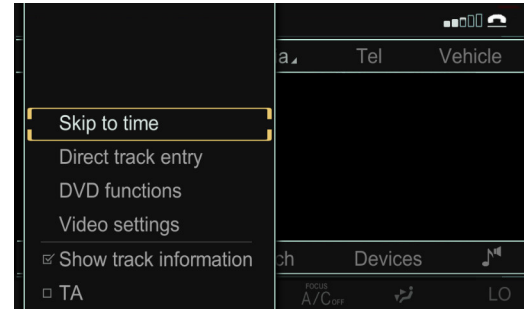 a Tel Vehicle
Skip to time
Direct track entry
DVD functions
Video settings
Show track information
ch Devices
TA
FOCUS
A/C OFF LO